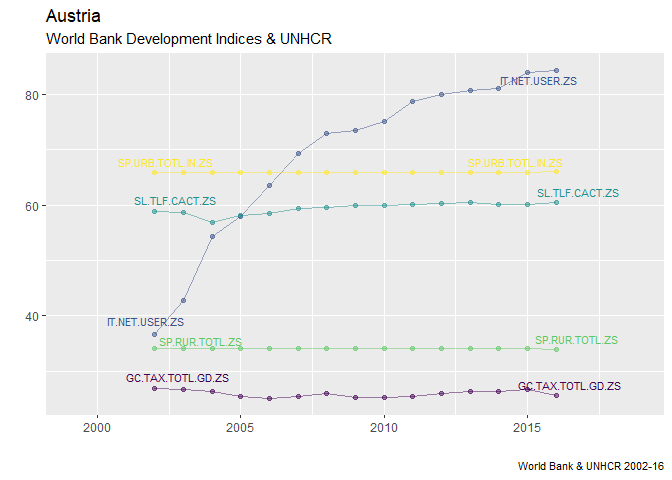 Austria
World Bank Development Indices & UNHCR
80
IT.NET.USER.ZS
SP.URB.TOTL.IN.ZS SP.URB.TOTL.IN.ZS
SL.TLF.CACT.ZS SL.TLF.CACT.ZS
60
IT.NET.USER.ZS
40
SP.RUR.TOTL.ZS SP.RUR.TOTL.ZS
GC.TAX.TOTL.GD.ZS GC.TAX.TOTL.GD.ZS
2000 2005 2010 2015
World Bank & UNHCR 2002-16